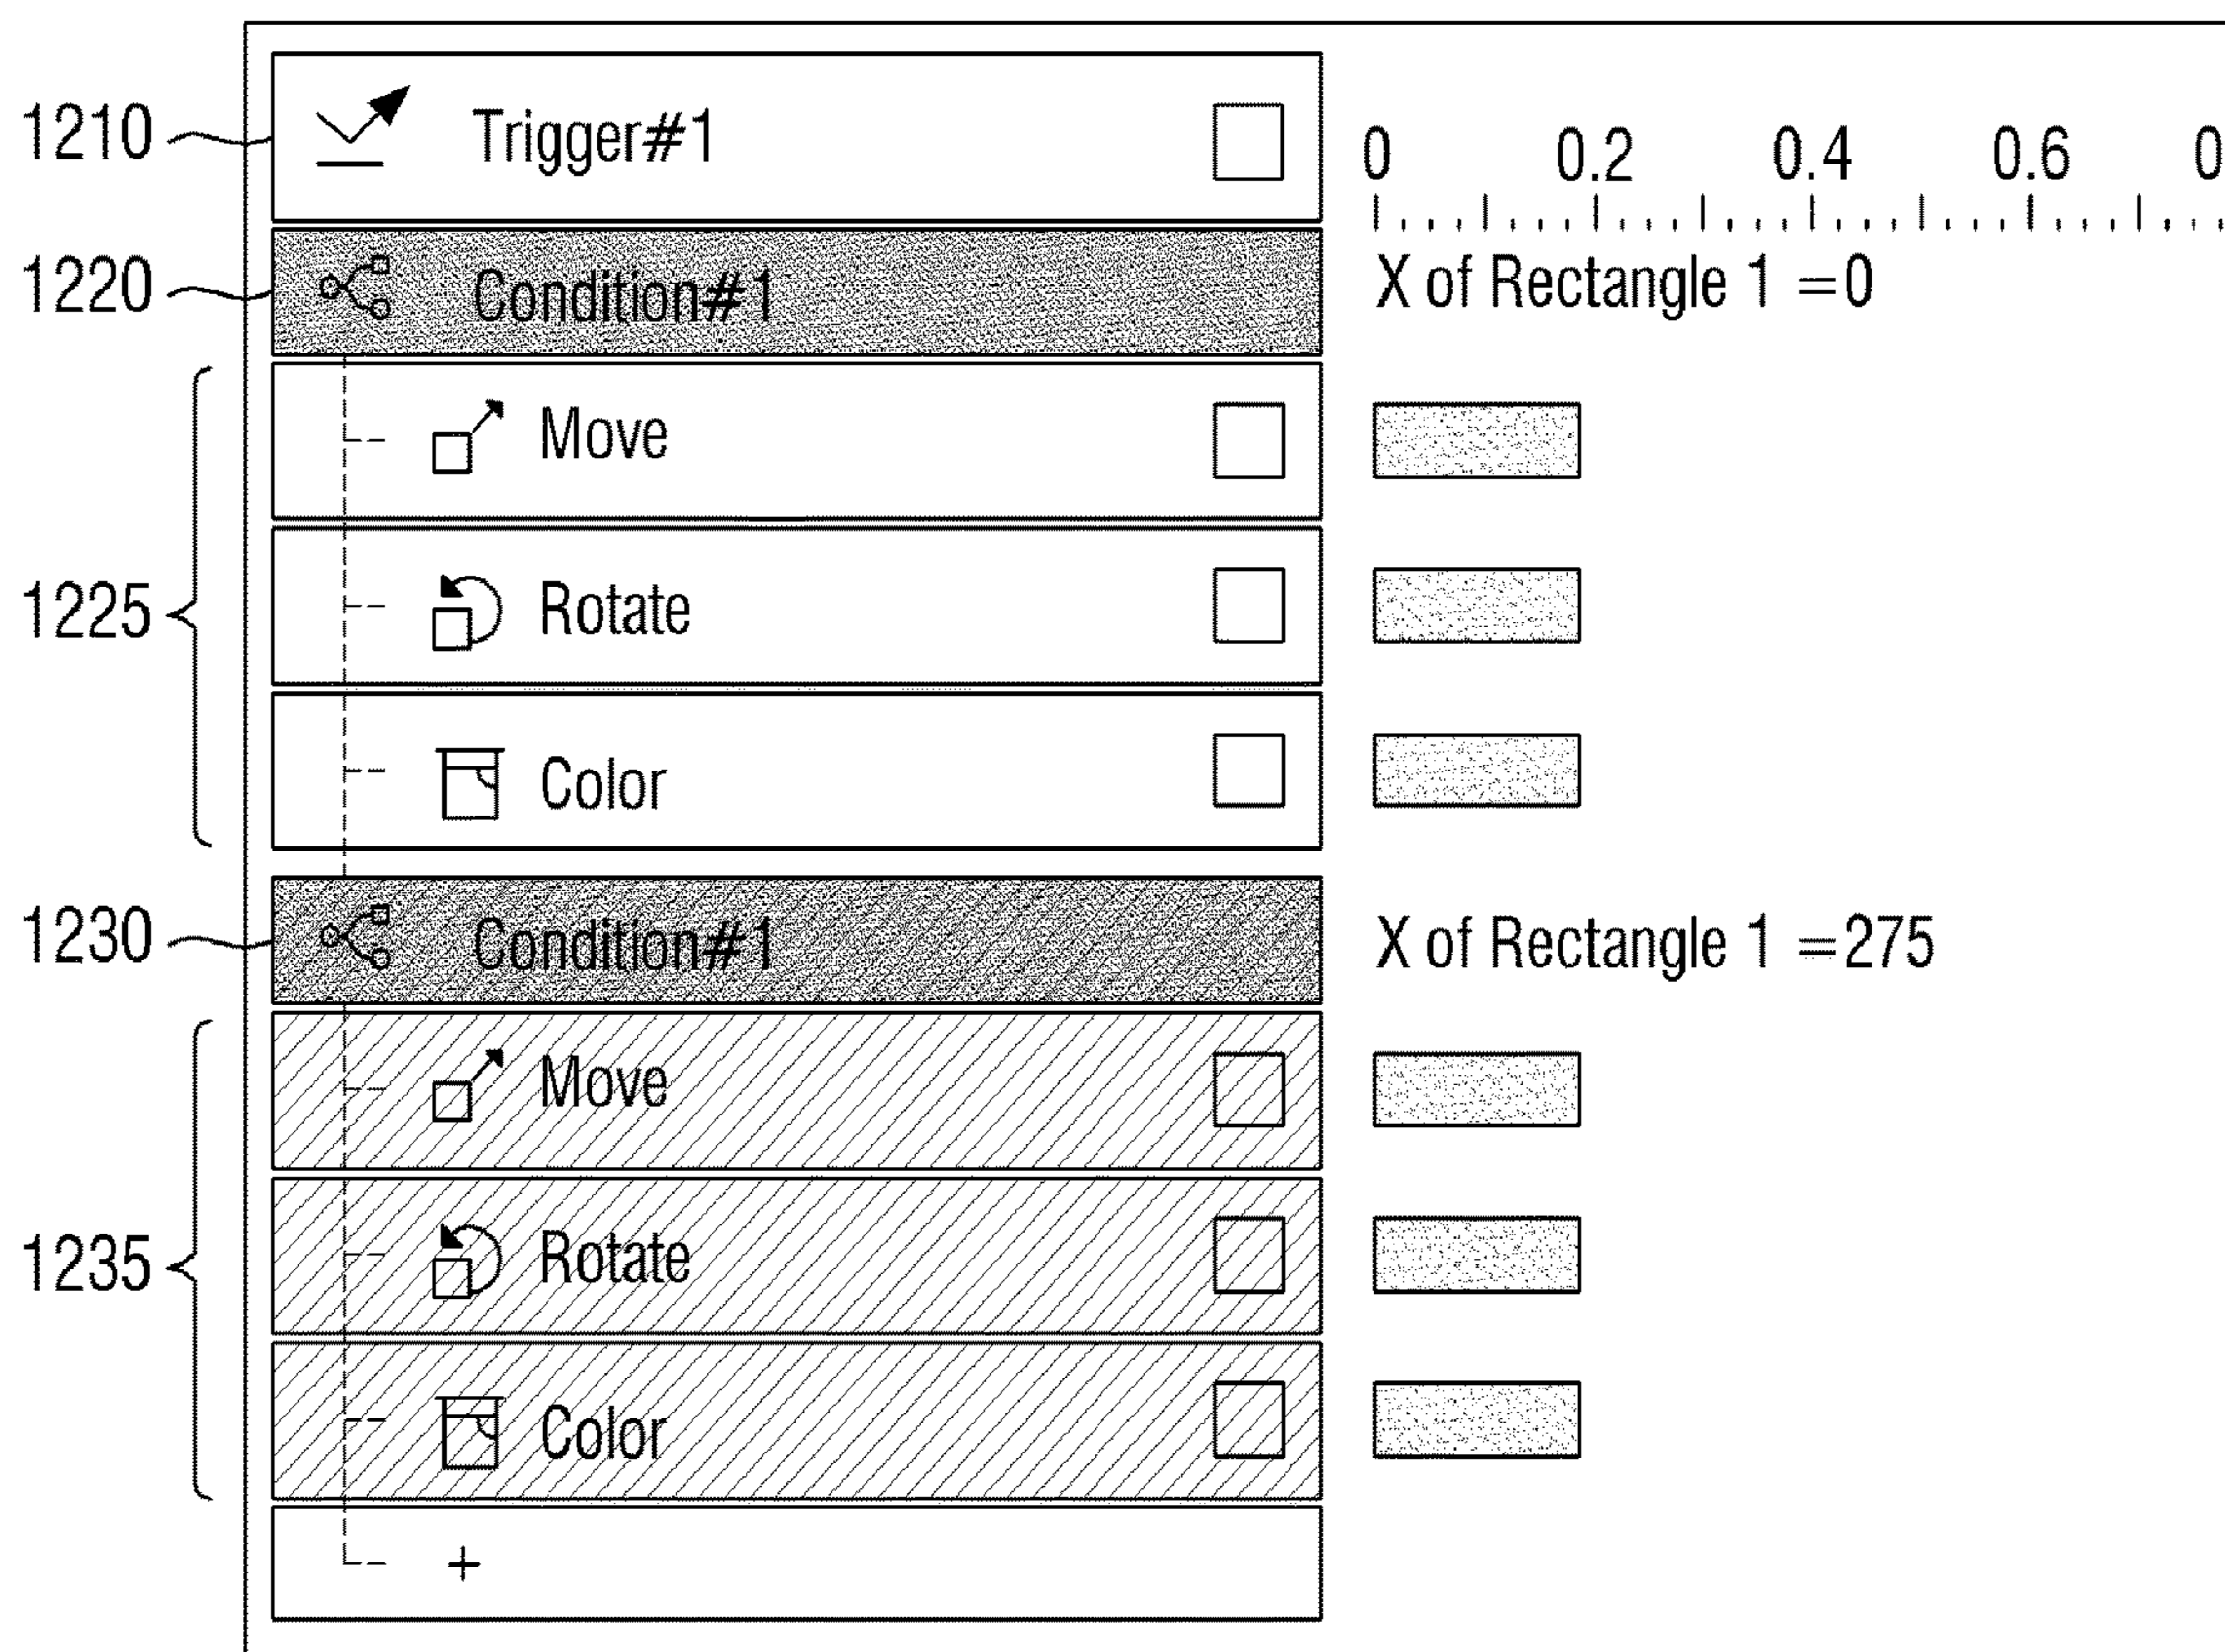 1210 Trigger#1 0 0.2 0.4 0.6 0
1220 Condition#1 X of Rectangle 1 =0
Move
1225 Rotate
Color
1230 Condition#1 X of Rectangle 1 =275
Move
1235 Rotate
Color
+